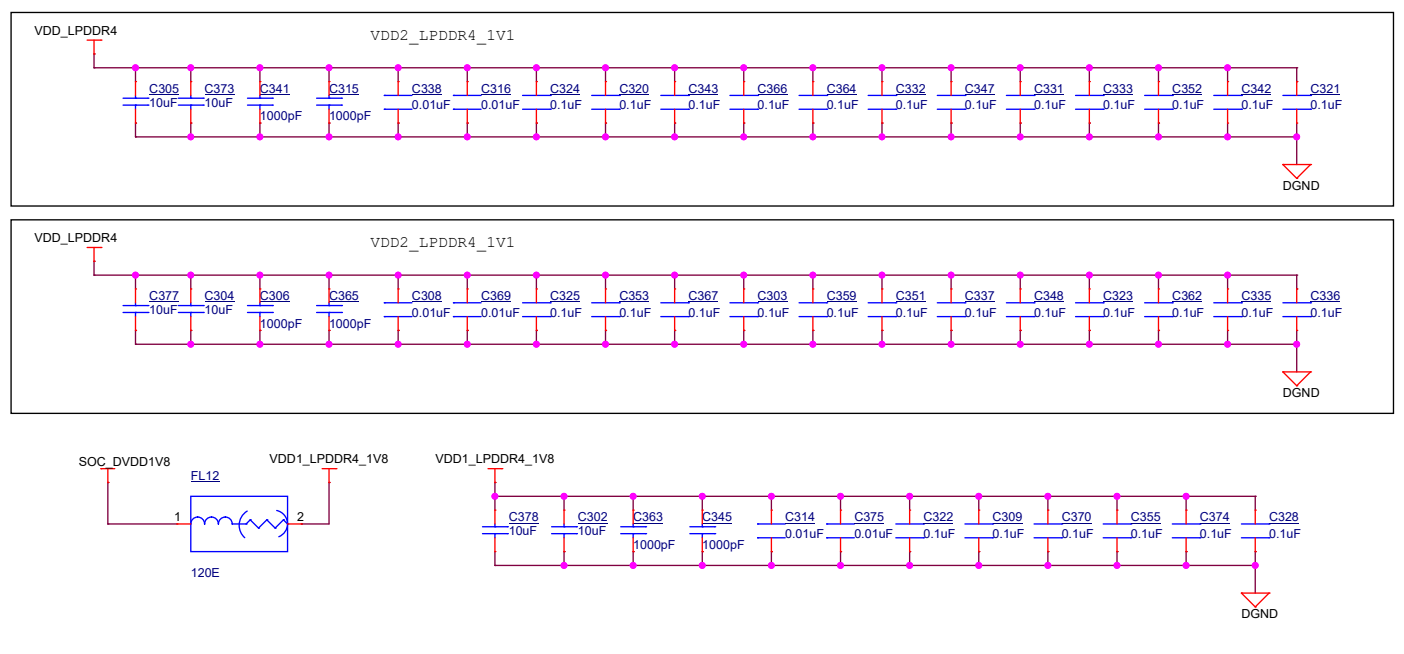 VDD_LPDDR4
VDD2_LPDDR4_1V1
C305 C373 C341 C315 C338 C316 C324 C320 C343 C366 C364 C332 C347 C331 C333 C352 C342 C321
10uF 10uF 0.01uF 0.01uF 0.1uF 0.1uF 0.1uF 0.1uF 0.1uF 0.1uF 0.1uF 0.1uF 0.1uF 0.1uF 0.1uF 0.1uF
1000pF 1000pF
DGND
VDD_LPDDR4
VDD2_LPDDR4_1V1
C377 C304 C306 C365 C308 C369 C325 C353 C367 C303 C359 C351 C337 C348 C323 C362 C335 C336
10uF 10uF 0.01uF 0.01uF 0.1uF 0.1uF 0.1uF 0.1uF 0.1uF 0.1uF 0.1uF 0.1uF 0.1uF 0.1uF 0.1uF 0.1uF
1000pF 1000pF
DGND
SOC_DVDD1V8
VDD1_LPDDR4_1V8
FL12
1 2
120E
VDD1_LPDDR4_1V8
C378 C302 C363 C345 C314 C375 C322 C309 C370 C355 C374 C328
10uF 10uF 0.01uF 0.01uF 0.1uF 0.1uF 0.1uF 0.1uF 0.1uF 0.1uF
1000pF 1000pF
DGND